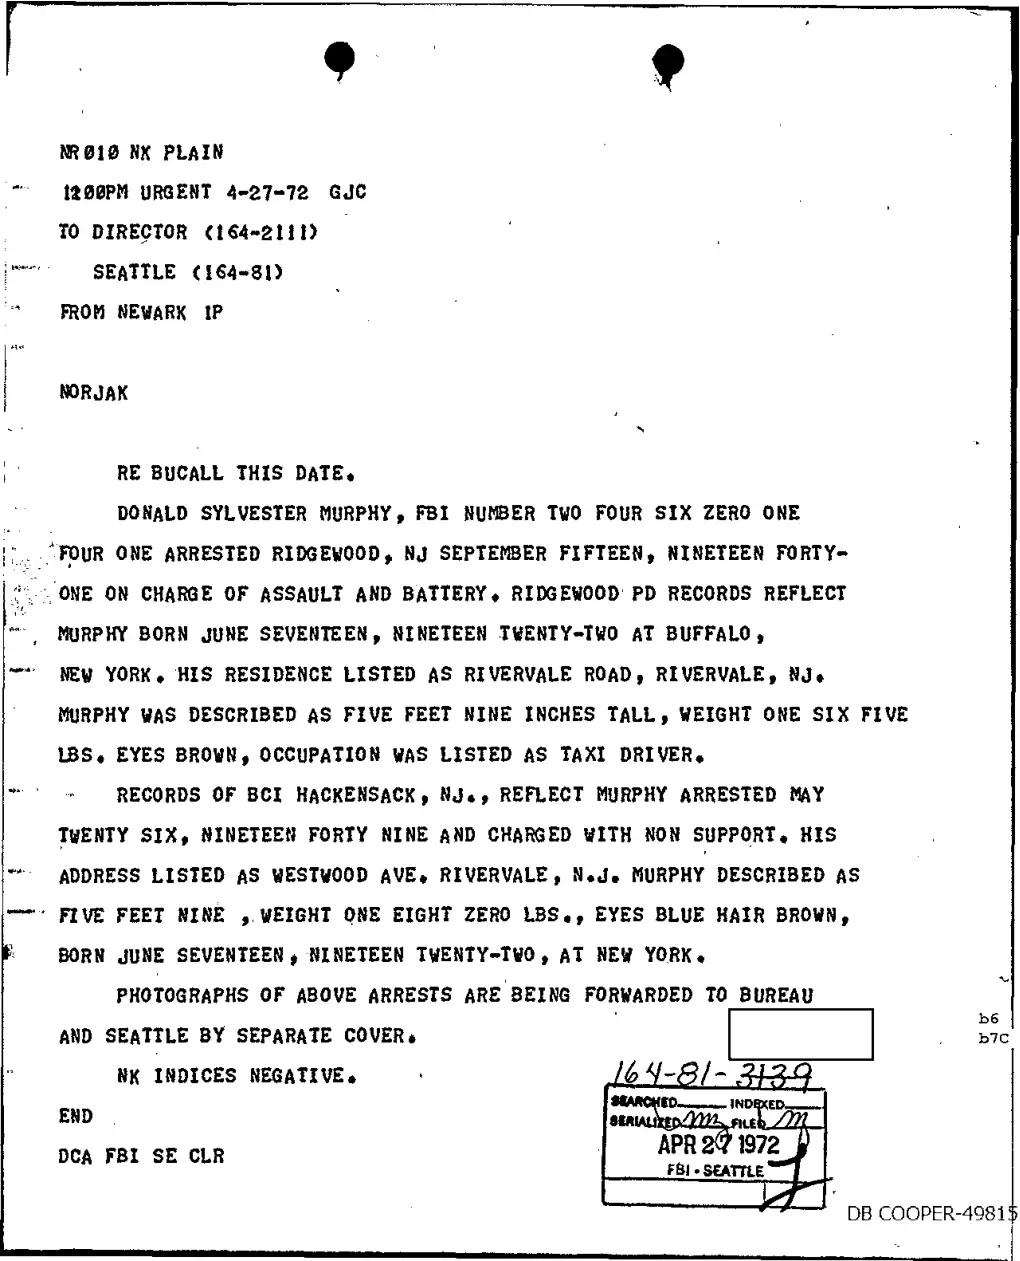 NR010 NK PLAIN
1200PM URGENT 4-27-72 GJC
TO DIRECTOR (164-2111)
SEATTLE (164-81)
FROM NEWARK 1P
NORJAK
RE BUCALL THIS DATE.
DONALD SYLVESTER MURPHY, FBI NUMBER TWO FOUR SIX ZERO ONE
FOUR ONE ARRESTED RIDGEWOOD, NJ SEPTEMBER FIFTEEN, NINETEEN FORTY-
ONE ON CHARGE OF ASSAULT AND BATTERY. RIDGEWOOD PD RECORDS REFLECT
MURPHY BORN JUNE SEVENTEEN, NINETEEN TWENTY-TWO AT BUFFALO,
NEW YORK. HIS RESIDENCE LISTED AS RIVERVALE ROAD, RIVERVALE, NJ.
MURPHY WAS DESCRIBED AS FIVE FEET NINE INCHES TALL, WEIGHT ONE SIX FIVE
LBS. EYES BROWN, OCCUPATION WAS LISTED AS TAXI DRIVER.
RECORDS OF BCI HACKENSACK, NJ., REFLECT MURPHY ARRESTED MAY
TWENTY SIX, NINETEEN FORTY NINE AND CHARGED WITH NON SUPPORT. HIS
ADDRESS LISTED AS WESTWOOD AVE. RIVERVALE, N.J. MURPHY DESCRIBED AS
FIVE FEET NINE , WEIGHT ONE EIGHT ZERO LBS., EYES BLUE HAIR BROWN,
BORN JUNE SEVENTEEN, NINETEEN TWENTY-TWO, AT NEW YORK.
PHOTOGRAPHS OF ABOVE ARRESTS ARE BEING FORWARDED TO BUREAU
AND SEATTLE BY SEPARATE COVER.
b6
b7C
NK INDICES NEGATIVE.
164-81-3139
SEARCHED INDEXED
SERIALIZED FILED
APR 27 1972
FBI - SEATTLE
END
DCA FBI SE CLR
DB COOPER-49815